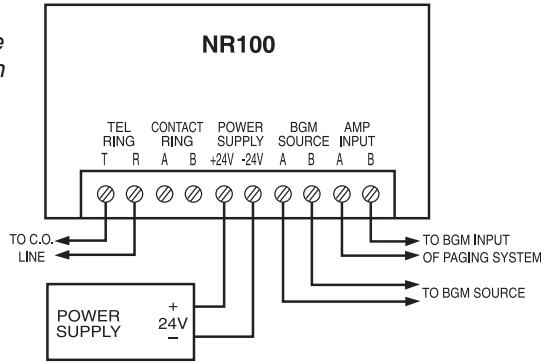 e
n
NR100
TEL CONTACT POWER BGM AMP
RING RING SUPPLY SOURCE INPUT
T R A B +24V -24V A B A B
TO C.O.
LINE
TO BGM INPUT
OF PAGING SYSTEM
TO BGM SOURCE
POWER
SUPPLY
+
24V
–